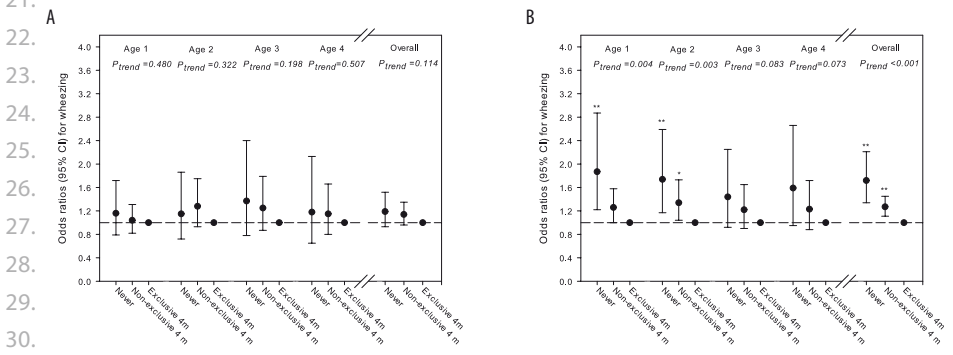 21.
22.
23.
24.
25.
26.
27.
28.
29.
30.
A
Odds ratios (95% CI) for wheezing
4.0
3.6
3.2
2.8
2.4
2.0
1.6
1.2
0.8
0.4
0.0
Age 1 Age 2 Age 3 Age 4 Overall
Ptrend =0.480 Ptrend =0.322 Ptrend =0.198 Ptrend =0.507 Ptrend =0.114
Never
Non-exclusive 4 m
Exclusive 4m
Never
Non-exclusive 4 m
Exclusive 4m
Never
Non-exclusive 4 m
Exclusive 4m
Never
Non-exclusive 4 m
Exclusive 4m
Never
Non-exclusive 4 m
Exclusive 4m
B
Odds ratios (95% CI) for wheezing
4.0
3.6
3.2
2.8
2.4
2.0
1.6
1.2
0.8
0.4
0.0
Age 1 Age 2 Age 3 Age 4 Overall
Ptrend =0.004 Ptrend =0.003 Ptrend =0.083 Ptrend =0.073 Ptrend <0.001
**
**
*
**
**
Never
Non-exclusive 4 m
Exclusive 4m
Never
Non-exclusive 4 m
Exclusive 4m
Never
Non-exclusive 4 m
Exclusive 4m
Never
Non-exclusive 4 m
Exclusive 4m
Never
Non-exclusive 4 m
Exclusive 4m